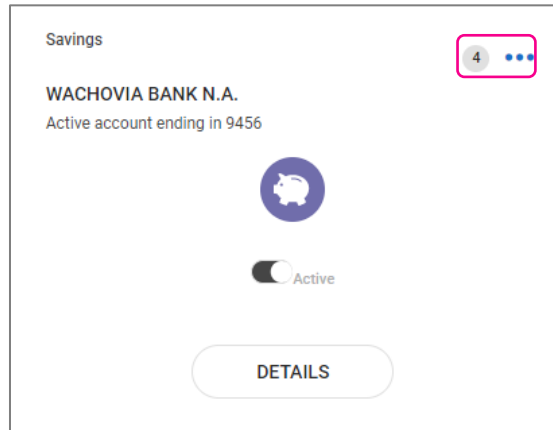 Savings
4
WACHOVIA BANK N.A.
Active account ending in 9456
Active
DETAILS